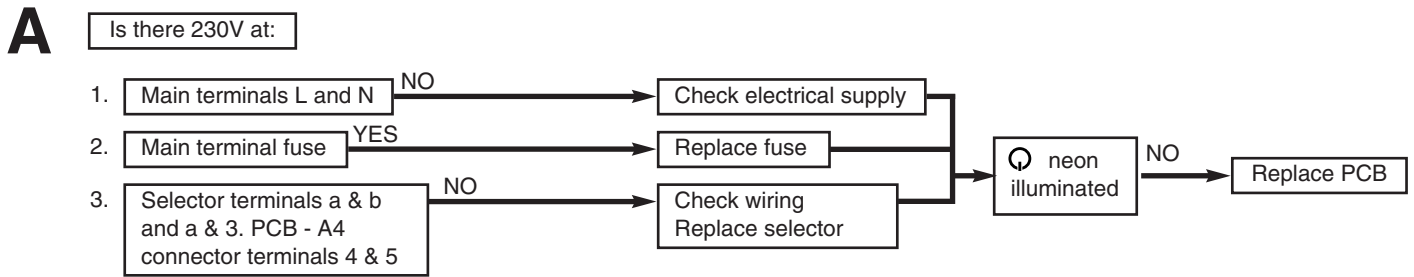 A
Is there 230V at:
1. Main terminals L and N
NO
Check electrical supply
2. Main terminal fuse
YES
Replace fuse
3. Selector terminals a & b
and a & 3. PCB - A4
connector terminals 4 & 5
NO
Check wiring
Replace selector
neon
illuminated
NO
Replace PCB